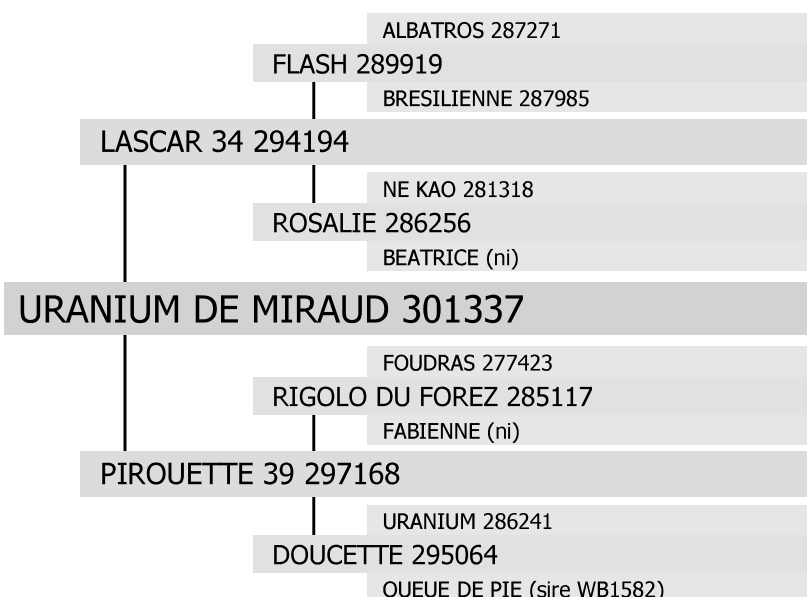 ALBATROS 287271
FLASH 289919
BRESILIENNE 287985
LASCAR 34 294194
NE KAO 281318
ROSALIE 286256
BEATRICE (ni)
URANIUM DE MIRAUD 301337
FOUDRAS 277423
RIGOLO DU FOREZ 285117
FABIENNE (ni)
PIROUETTE 39 297168
URANIUM 286241
DOUCETTE 295064
QUEUE DE PIE (sire WB1582)